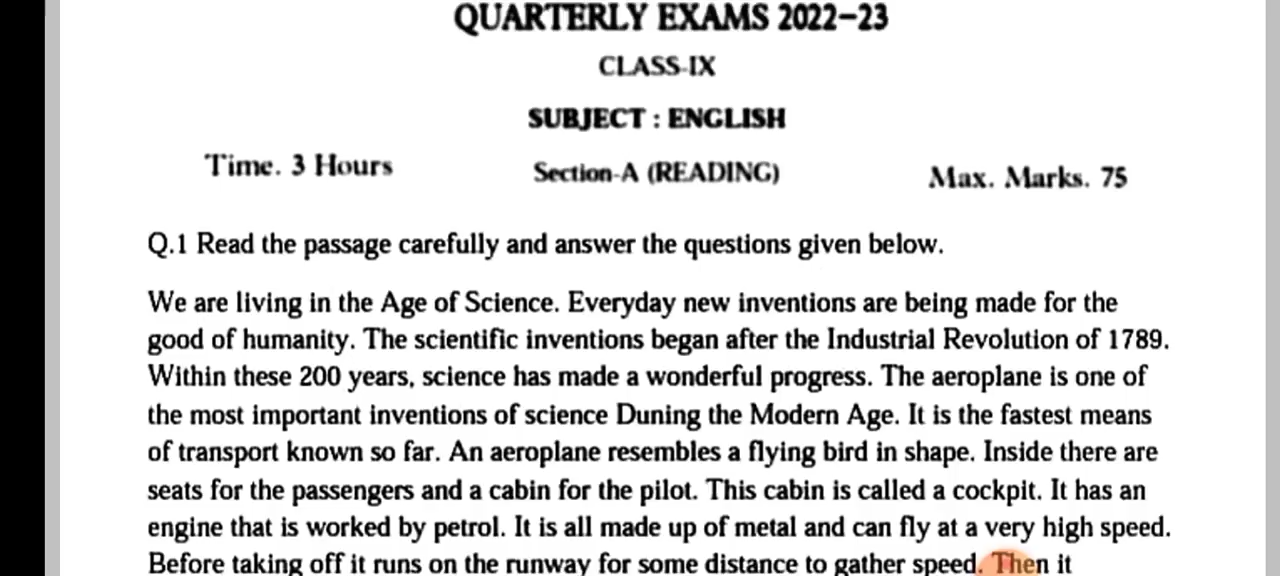 QUARTERLY EXAMS 2022-23
CLASS-IX
SUBJECT : ENGLISH
Time. 3 Hours Section-A (READING) Max. Marks. 75
Q.1 Read the passage carefully and answer the questions given below.
We are living in the Age of Science. Everyday new inventions are being made for the
good of humanity. The scientific inventions began after the Industrial Revolution of 1789.
Within these 200 years, science has made a wonderful progress. The aeroplane is one of
the most important inventions of science Duning the Modern Age. It is the fastest means
of transport known so far. An aeroplane resembles a flying bird in shape. Inside there are
seats for the passengers and a cabin for the pilot. This cabin is called a cockpit. It has an
engine that is worked by petrol. It is all made up of metal and can fly at a very high speed.
Before taking off it runs on the runway for some distance to gather speed. Then it